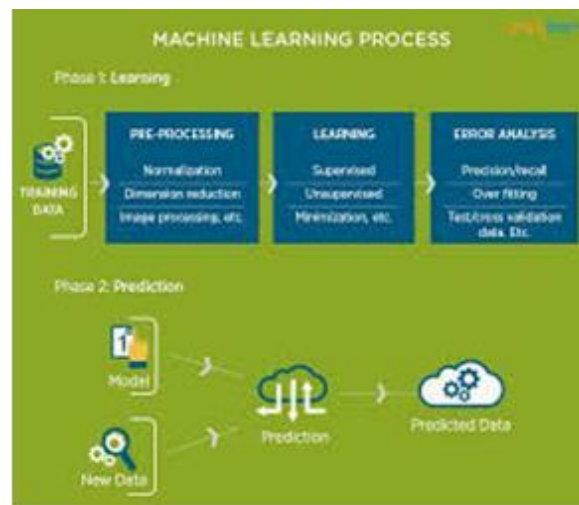 MACHINE LEARNING PROCESS
Phase 1: Learning
TRAINING
DATA
PRE-PROCESSING
Normalization
Dimension reduction
Image processing, etc.
LEARNING
Supervised
Unsupervised
Minimization, etc.
ERROR ANALYSIS
Precision/recall
Over fitting
Test/cross validation
data. Etc.
Phase 2: Prediction
1
Model
New Data
Prediction
Predicted Data